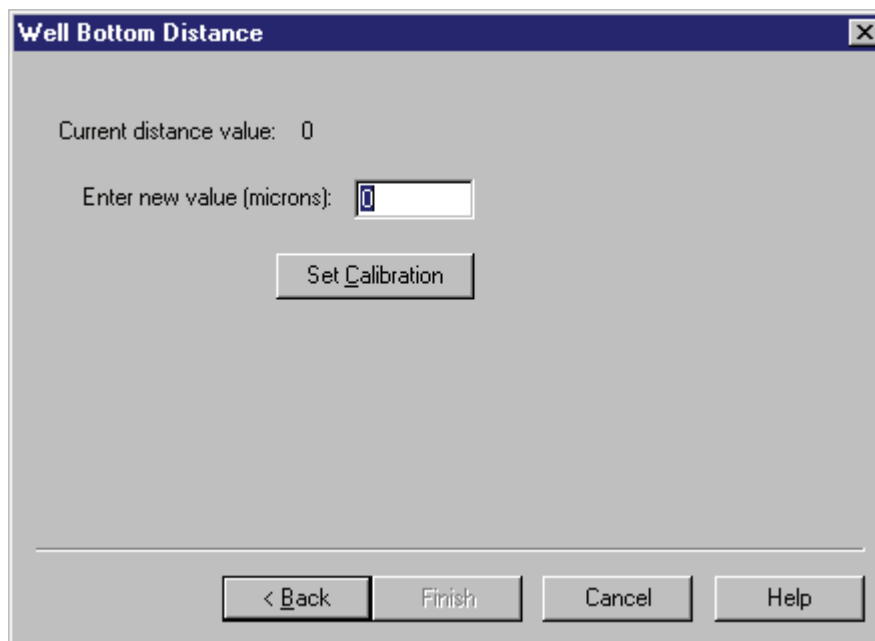 Well Bottom Distance
Current distance value: 0
Enter new value (microns): 0
Set Calibration
< Back Finish Cancel Help